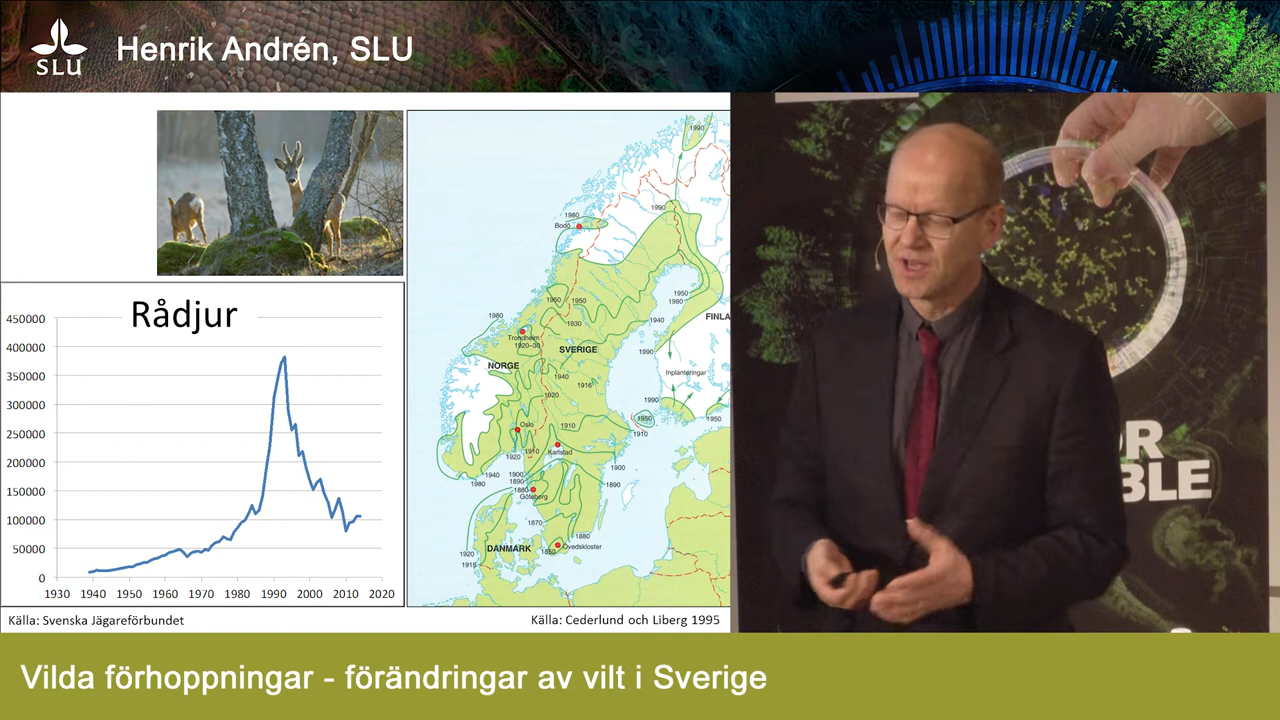 SLU
Henrik Andrén, SLU
Rådjur
450000
400000
350000
300000
250000
200000
150000
100000
50000
0
1930 1940 1950 1960 1970 1980 1990 2000 2010 2020
Källa: Svenska Jägareförbundet
1990
1990
1980
Bodö
1950
1980
1950
1950
1980
1930
1940
Trondheim
1920–30
SVERIGE
FINLA
NORGE
1990
1940
1916
Inplanteringar
1920
1990
1950
1950
Oslo
1910
1910
Karlstad
1920
1910
1940
1980
1900
1890
1880
Göteborg
1900
1890
1870
1880
DANMARK
1850
Övedskloster
1920
1915
Källa: Cederlund och Liberg 1995
OR
BLE
Vilda förhoppningar - förändringar av vilt i Sverige